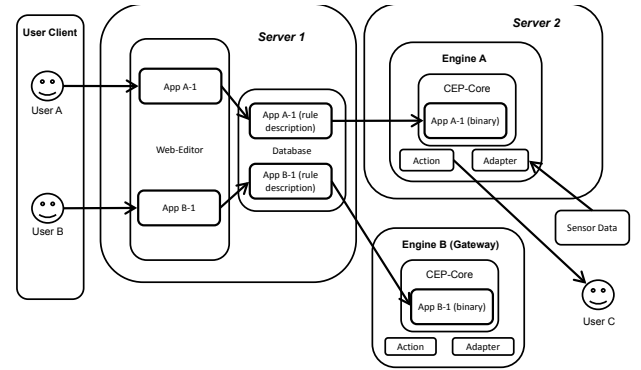 User Client
User A
User B
Server 1
App A-1
Web-Editor
App B-1
App A-1 (rule
description)
Database
App B-1 (rule
description)
Server 2
Engine A
CEP-Core
App A-1 (binary)
Action
Adapter
Sensor Data
User C
Engine B (Gateway)
CEP-Core
App B-1 (binary)
Action
Adapter